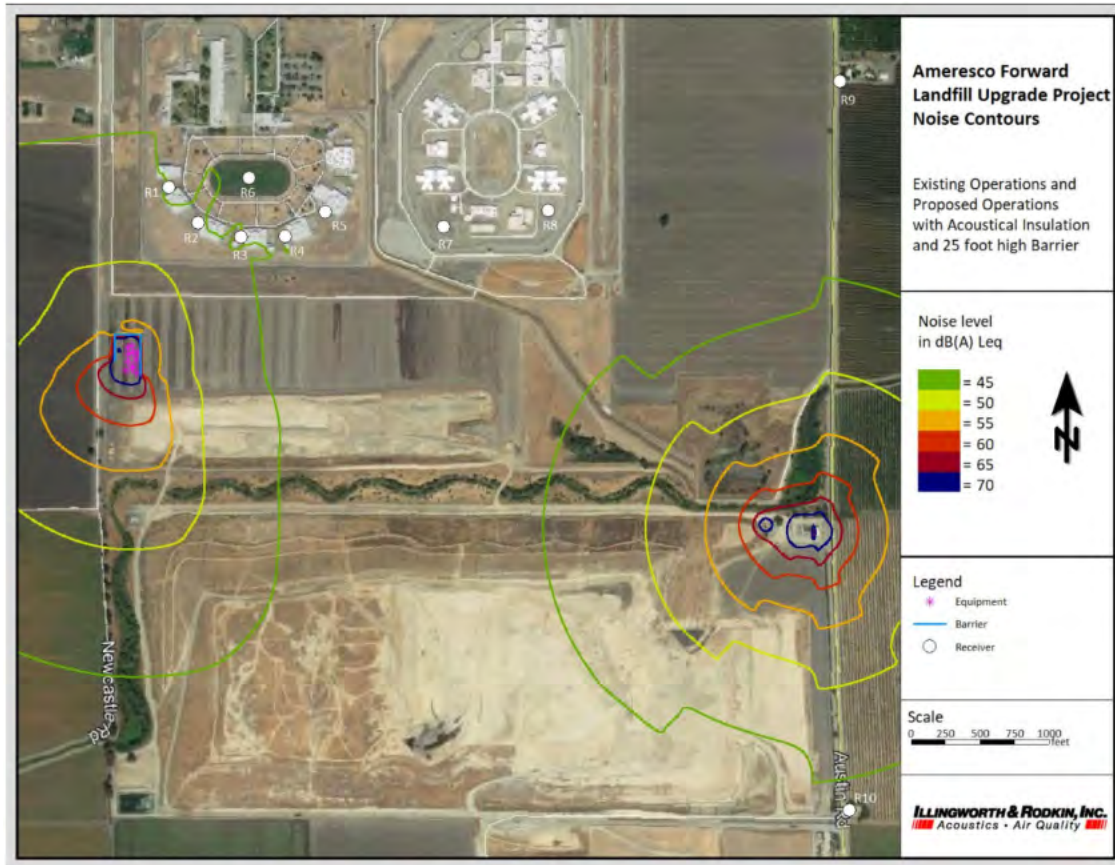 Ameresco Forward
Landfill Upgrade Project
Noise Contours
Existing Operations and
Proposed Operations
with Acoustical Insulation
and 25 foot high Barrier
Noise level
in dB(A) Leq
= 45
= 50
= 55
= 60
= 65
= 70
N
Legend
Equipment
Barrier
Receiver
Scale
0 250 500 750 1000
feet
ILLINGWORTH & RODKIN, INC.
Acoustics • Air Quality
R9
R1
R6
R2
R5
R3
R4
R7
R8
Newcastle Rd
Austin Rd
R10